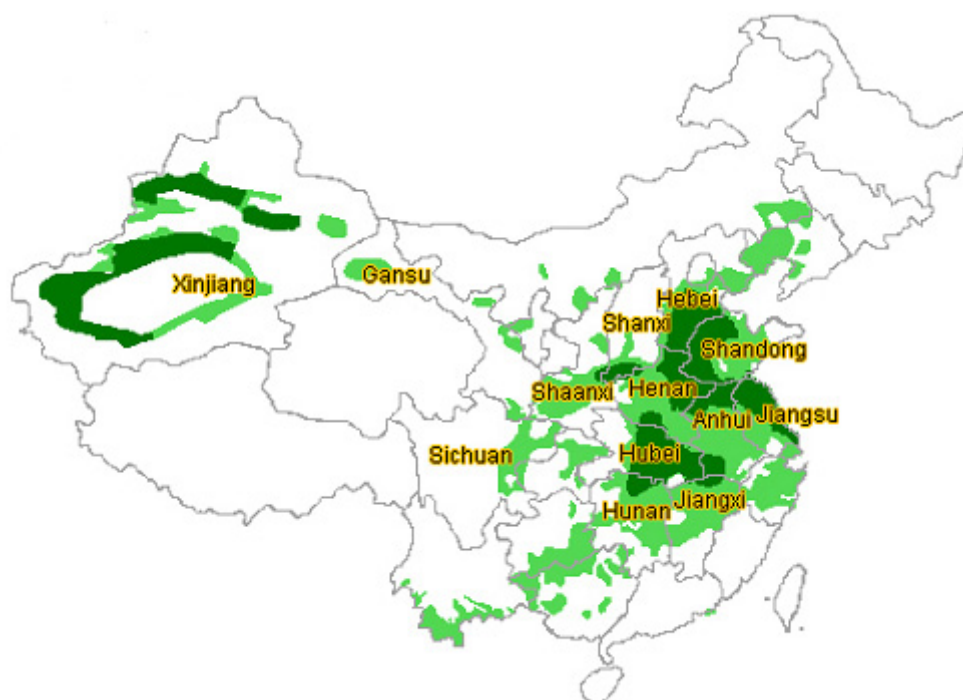 Xinjiang
Gansu
Hebei
Shanxi
Shandong
Shaanxi
Henan
Anhui
Jiangsu
Sichuan
Hubei
Hunan
Jiangxi